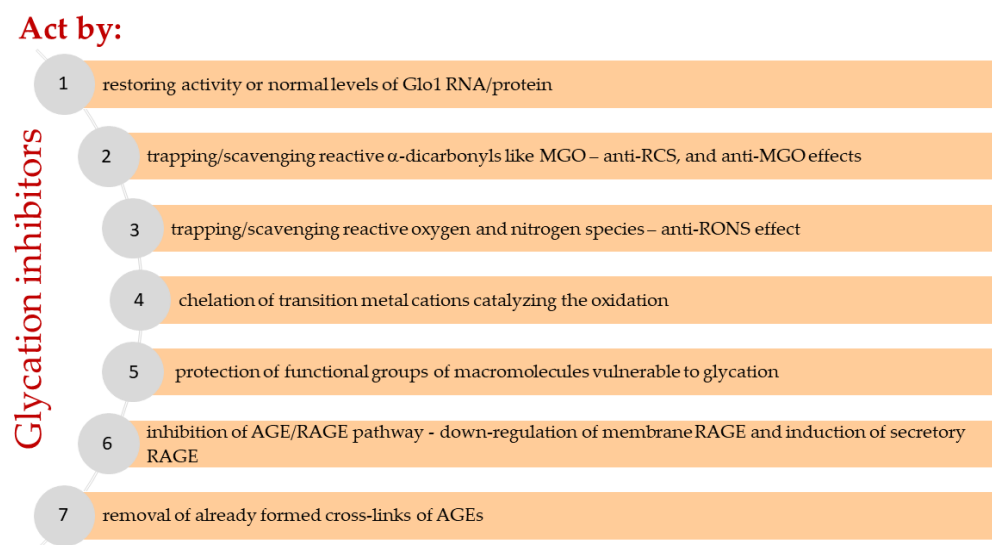 Act by:
Glycation inhibitors
1
restoring activity or normal levels of Glo1 RNA/protein
2
trapping/scavenging reactive α-dicarbonyls like MGO – anti-RCS, and anti-MGO effects
3
trapping/scavenging reactive oxygen and nitrogen species – anti-RONS effect
4
chelation of transition metal cations catalyzing the oxidation
5
protection of functional groups of macromolecules vulnerable to glycation
6
inhibition of AGE/RAGE pathway - down-regulation of membrane RAGE and induction of secretory
RAGE
7
removal of already formed cross-links of AGEs